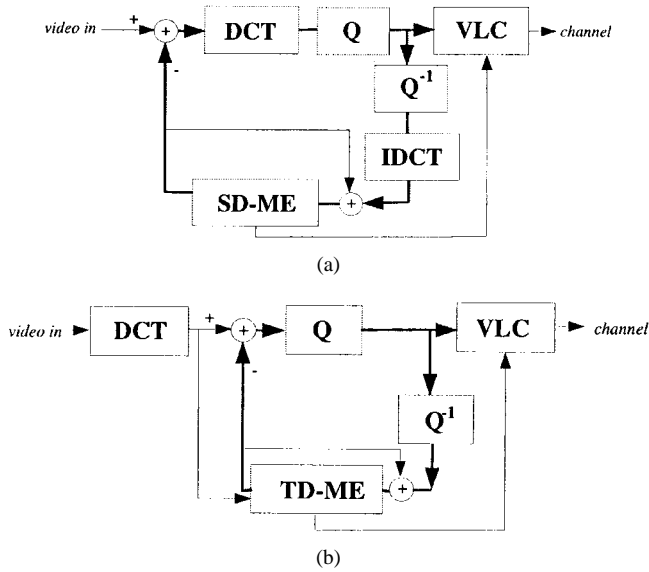 video in + + DCT Q VLC channel
-
Q-1
IDCT
SD-ME +
(a)
video in DCT + + Q VLC channel
-
Q-1
TD-ME +
(b)